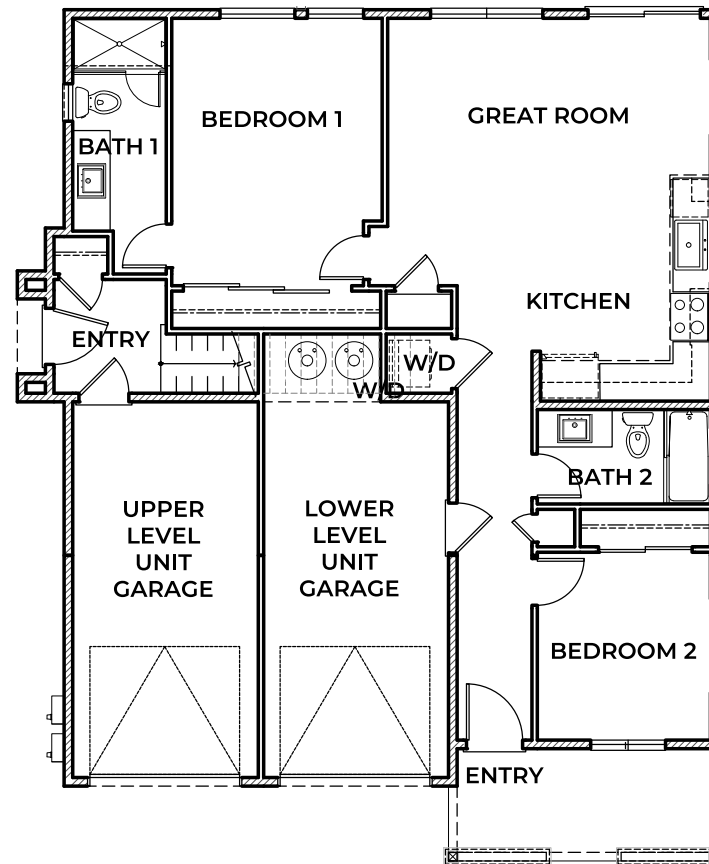 BEDROOM 1
GREAT ROOM
BATH 1
KITCHEN
ENTRY
W/D
W/D
BATH 2
UPPER
LEVEL
UNIT
GARAGE
LOWER
LEVEL
UNIT
GARAGE
BEDROOM 2
ENTRY